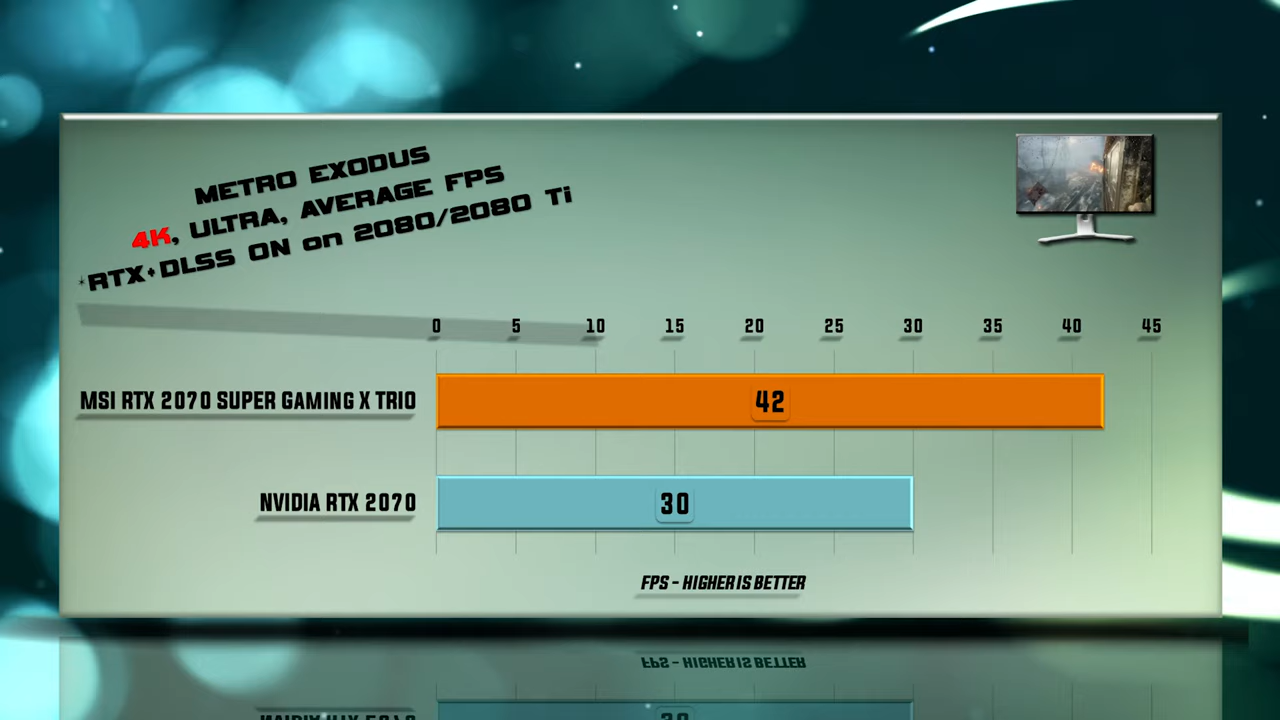 METRO EXODUS
4K, ULTRA, AVERAGE FPS
*RTX+DLSS ON on 2080/2080 Ti
0 5 10 15 20 25 30 35 40 45
MSI RTX 2070 SUPER GAMING X TRIO 42
NVIDIA RTX 2070 30
FPS - HIGHER IS BETTER